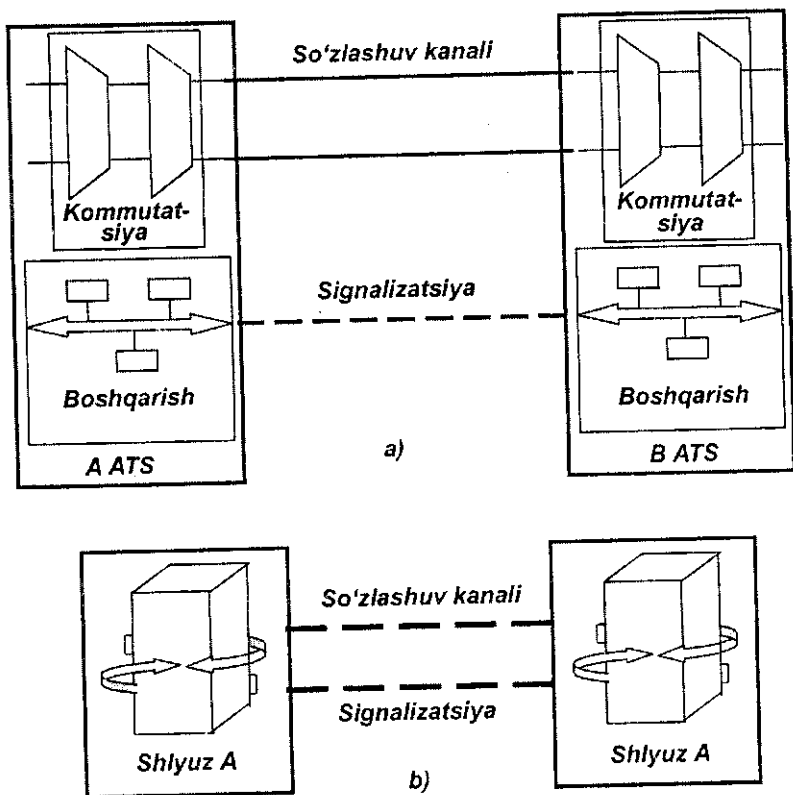 So‘zlashuv kanali
Kommutat-
siya
Kommutat-
siya
Signalizatsiya
Boshqarish
Boshqarish
A ATS
a)
B ATS
So‘zlashuv kanali
Signalizatsiya
Shlyuz A
Shlyuz A
b)